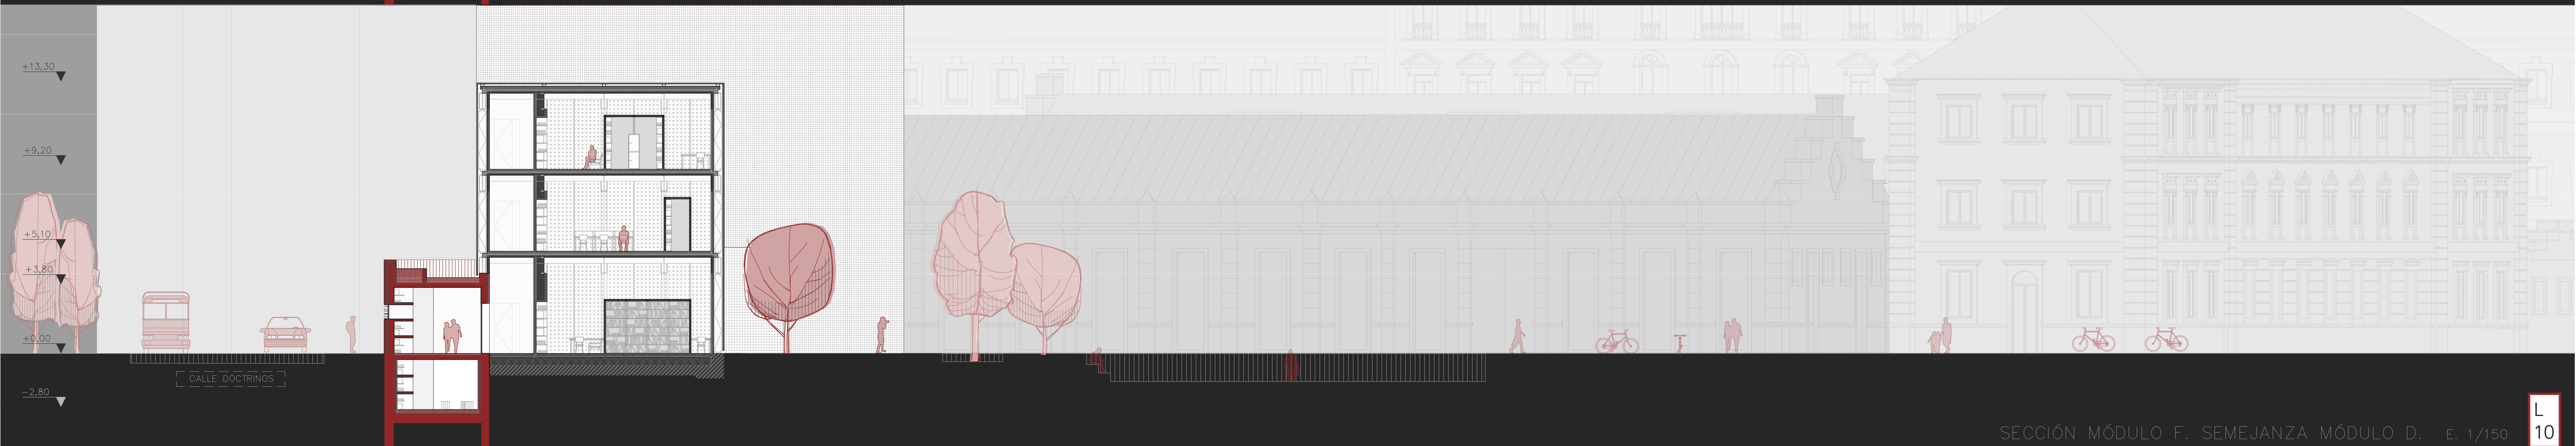 +13,30
+9,20
+5,10
+3,80
+0,00
CALLE DOCTRINOS
-2,80
SECCIÓN MÓDULO F. SEMEJANZA MÓDULO D. E. 1/150
L
10